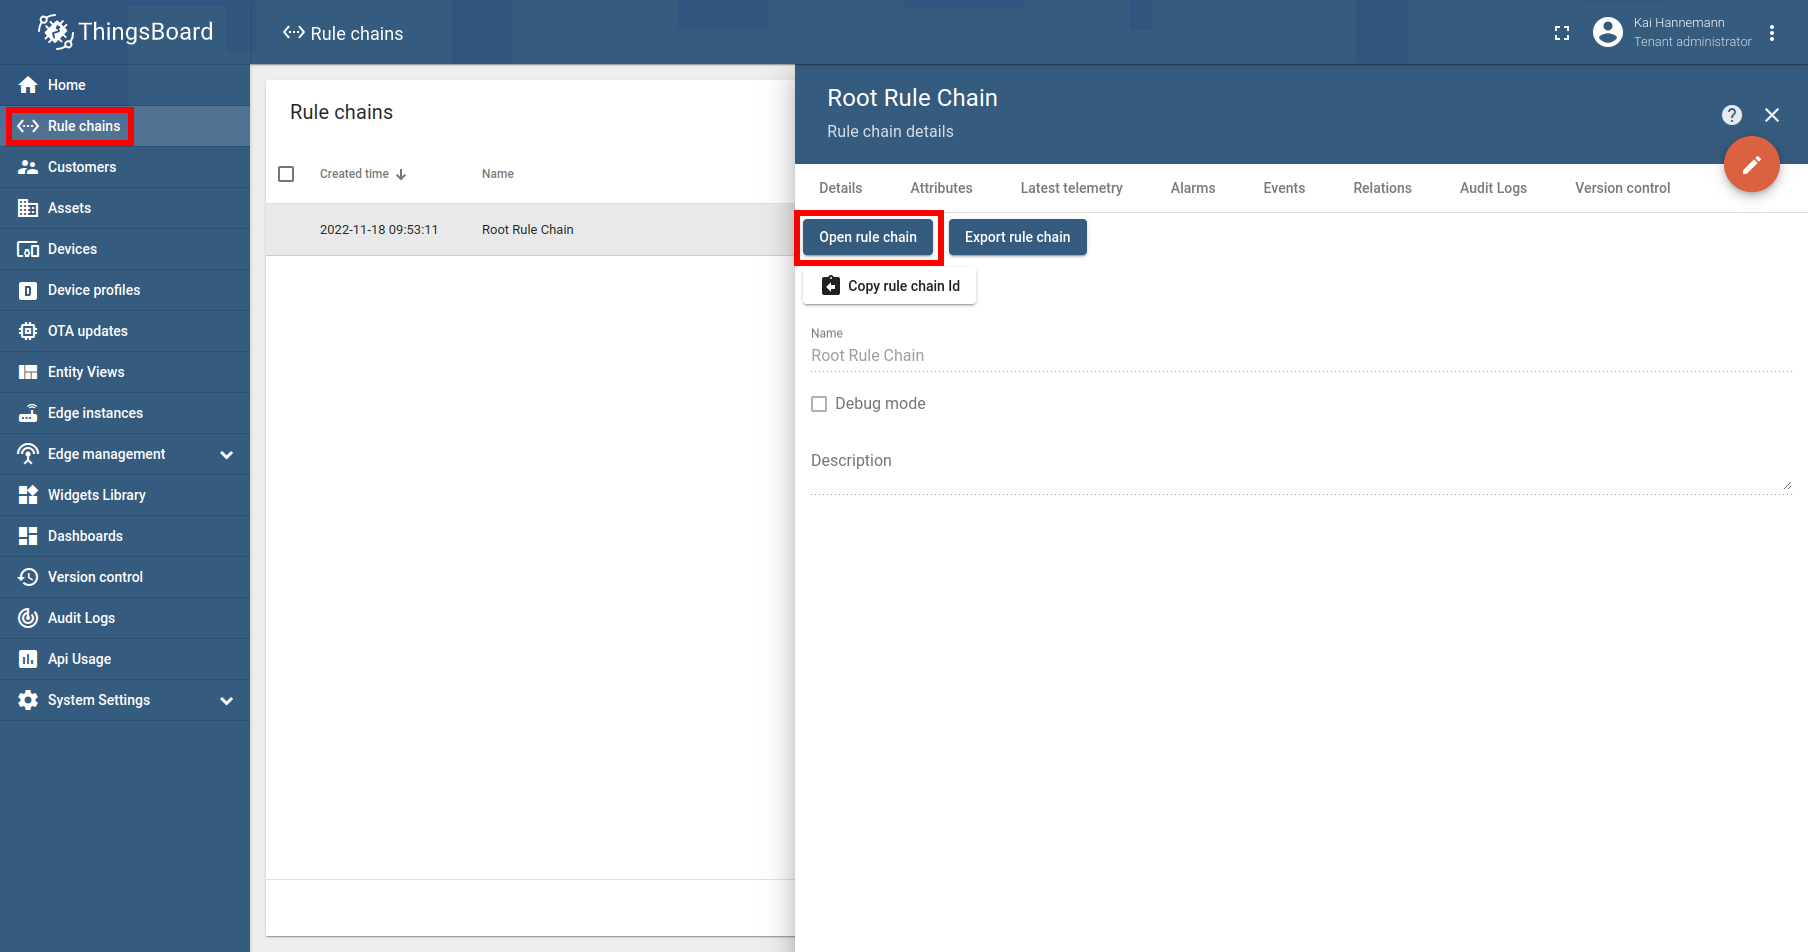 ThingsBoard
Rule chains
Kai Hannemann
Tenant administrator
Home
Rule chains
Customers
Assets
Devices
Device profiles
OTA updates
Entity Views
Edge instances
Edge management
Widgets Library
Dashboards
Version control
Audit Logs
Api Usage
System Settings
Rule chains
Created time Name
2022-11-18 09:53:11 Root Rule Chain
Root Rule Chain
Rule chain details
Details Attributes Latest telemetry Alarms Events Relations Audit Logs Version control
Open rule chain Export rule chain
Copy rule chain Id
Name
Root Rule Chain
Debug mode
Description